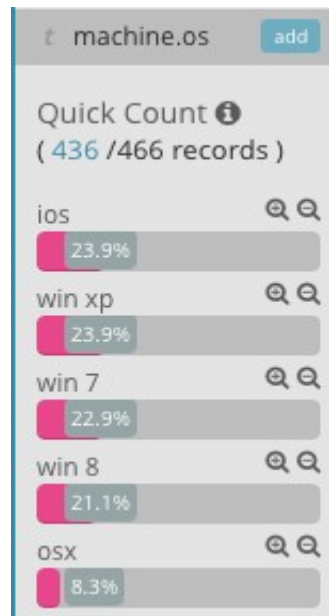 t machine.os add
Quick Count
( 436 /466 records )
ios
23.9%
win xp
23.9%
win 7
22.9%
win 8
21.1%
osx
8.3%